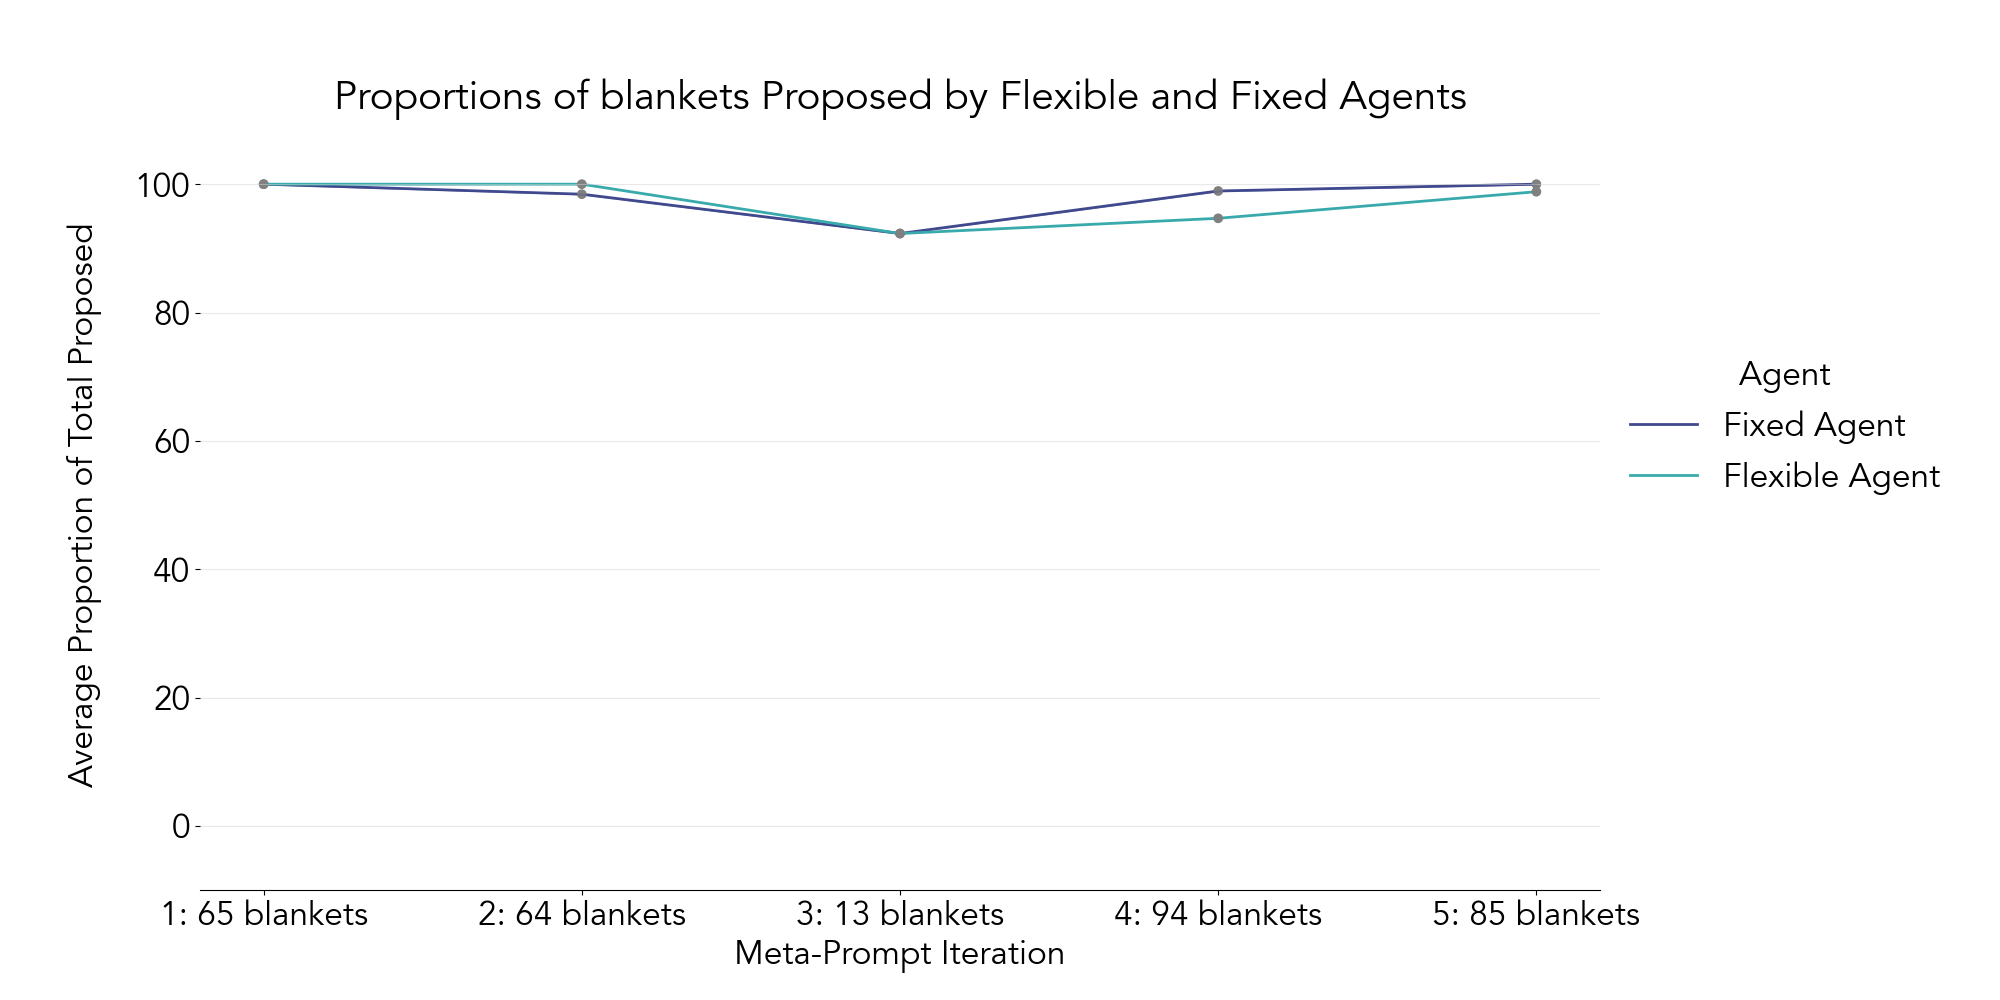 Proportions of blankets Proposed by Flexible and Fixed Agents
Average Proportion of Total Proposed
100
80
60
40
20
0
1: 65 blankets
2: 64 blankets
3: 13 blankets
4: 94 blankets
5: 85 blankets
Meta-Prompt Iteration
Agent
Fixed Agent
Flexible Agent